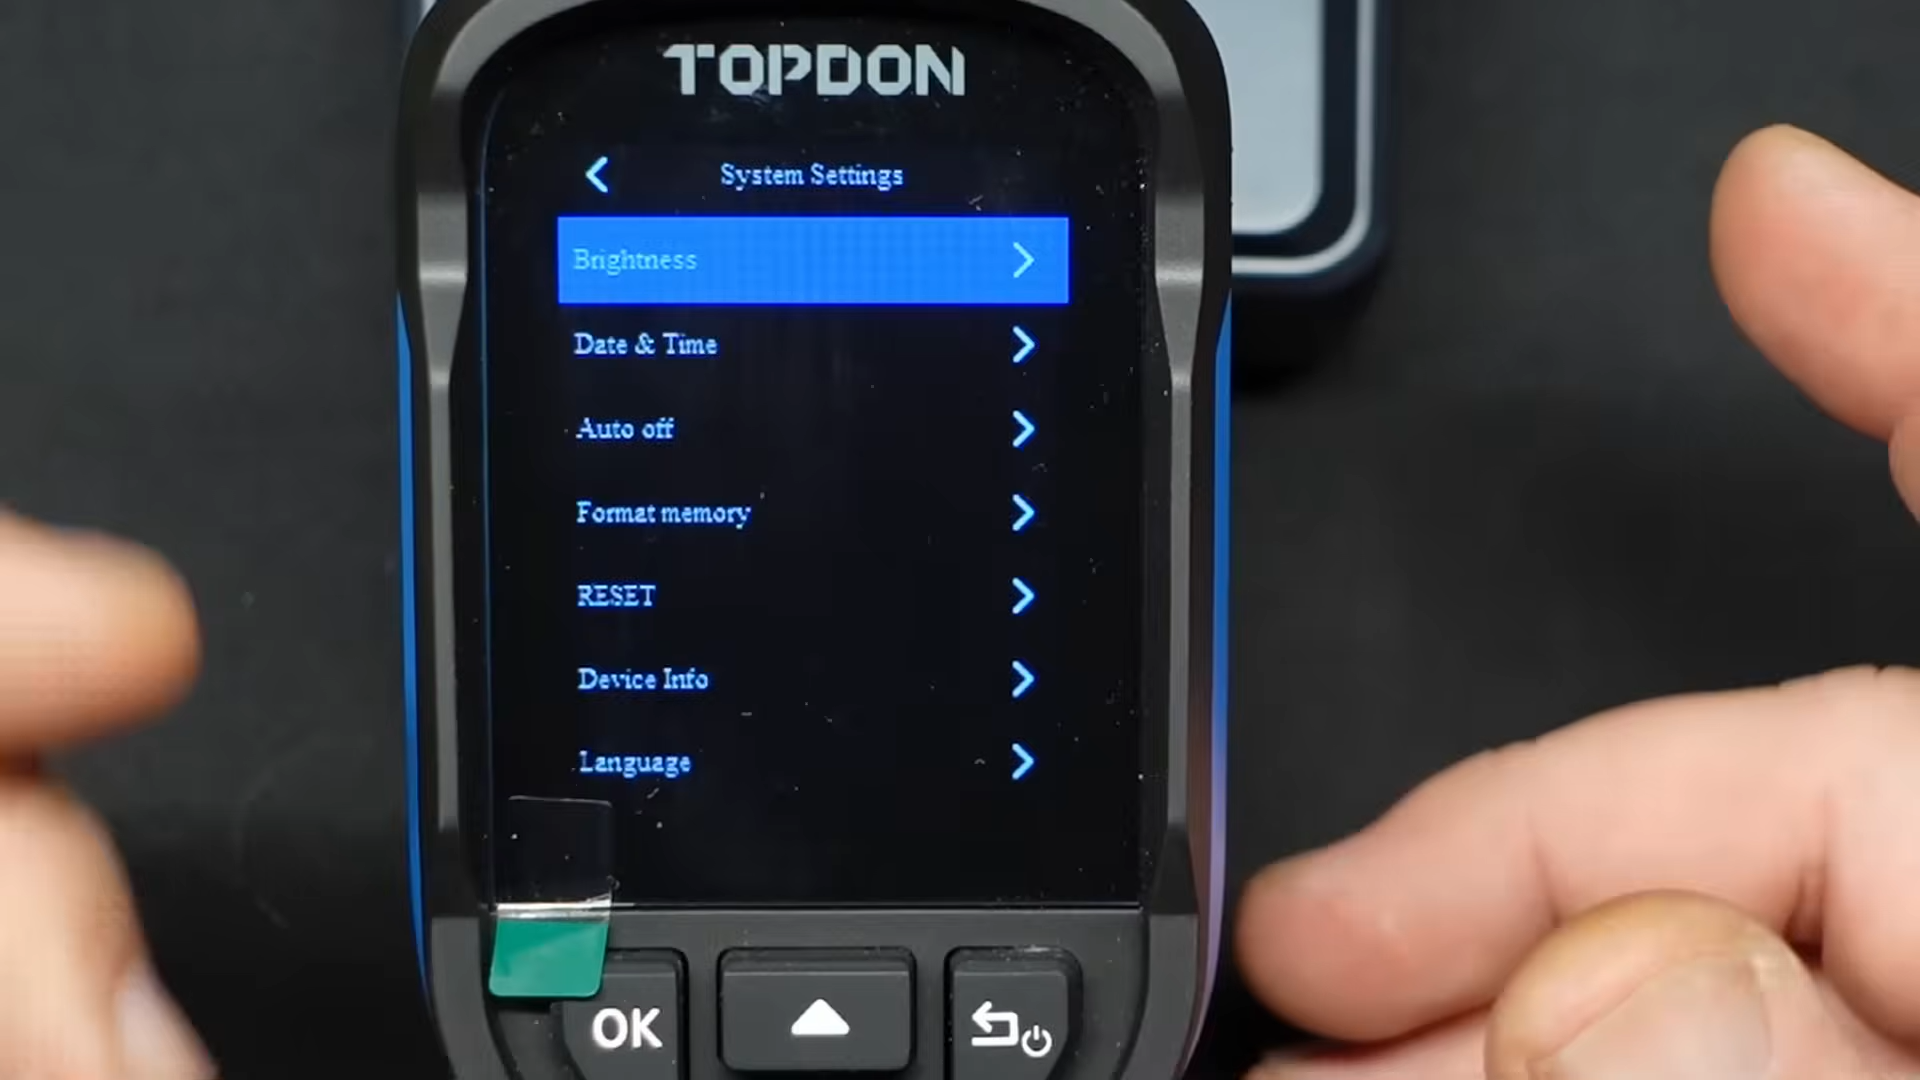 TOPDON
System Settings
Brightness
Date & Time
Auto off
Format memory
RESET
Device Info
Language
OK